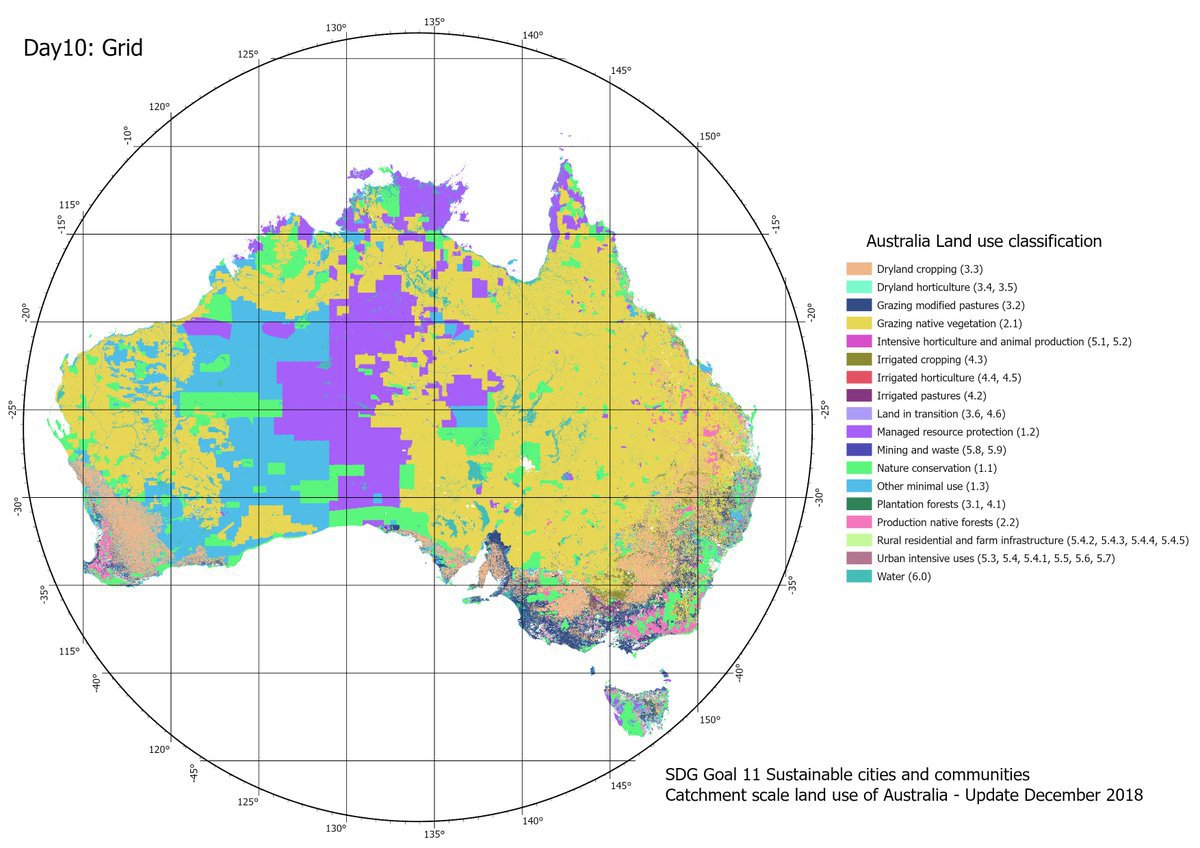 Day10: Grid
130°
135°
140°
125°
145°
120°
150°
-10°
115°
-15°
-15°
-20°
-20°
-25°
-25°
-30°
-30°
-35°
-35°
115°
-40°
-40°
120°
150°
-45°
145°
125°
130°
135°
140°
Australia Land use classification
Dryland cropping (3.3)
Dryland horticulture (3.4, 3.5)
Grazing modified pastures (3.2)
Grazing native vegetation (2.1)
Intensive horticulture and animal production (5.1, 5.2)
Irrigated cropping (4.3)
Irrigated horticulture (4.4, 4.5)
Irrigated pastures (4.2)
Land in transition (3.6, 4.6)
Managed resource protection (1.2)
Mining and waste (5.8, 5.9)
Nature conservation (1.1)
Other minimal use (1.3)
Plantation forests (3.1, 4.1)
Production native forests (2.2)
Rural residential and farm infrastructure (5.4.2, 5.4.3, 5.4.4, 5.4.5)
Urban intensive uses (5.3, 5.4, 5.4.1, 5.5, 5.6, 5.7)
Water (6.0)
SDG Goal 11 Sustainable cities and communities
Catchment scale land use of Australia - Update December 2018